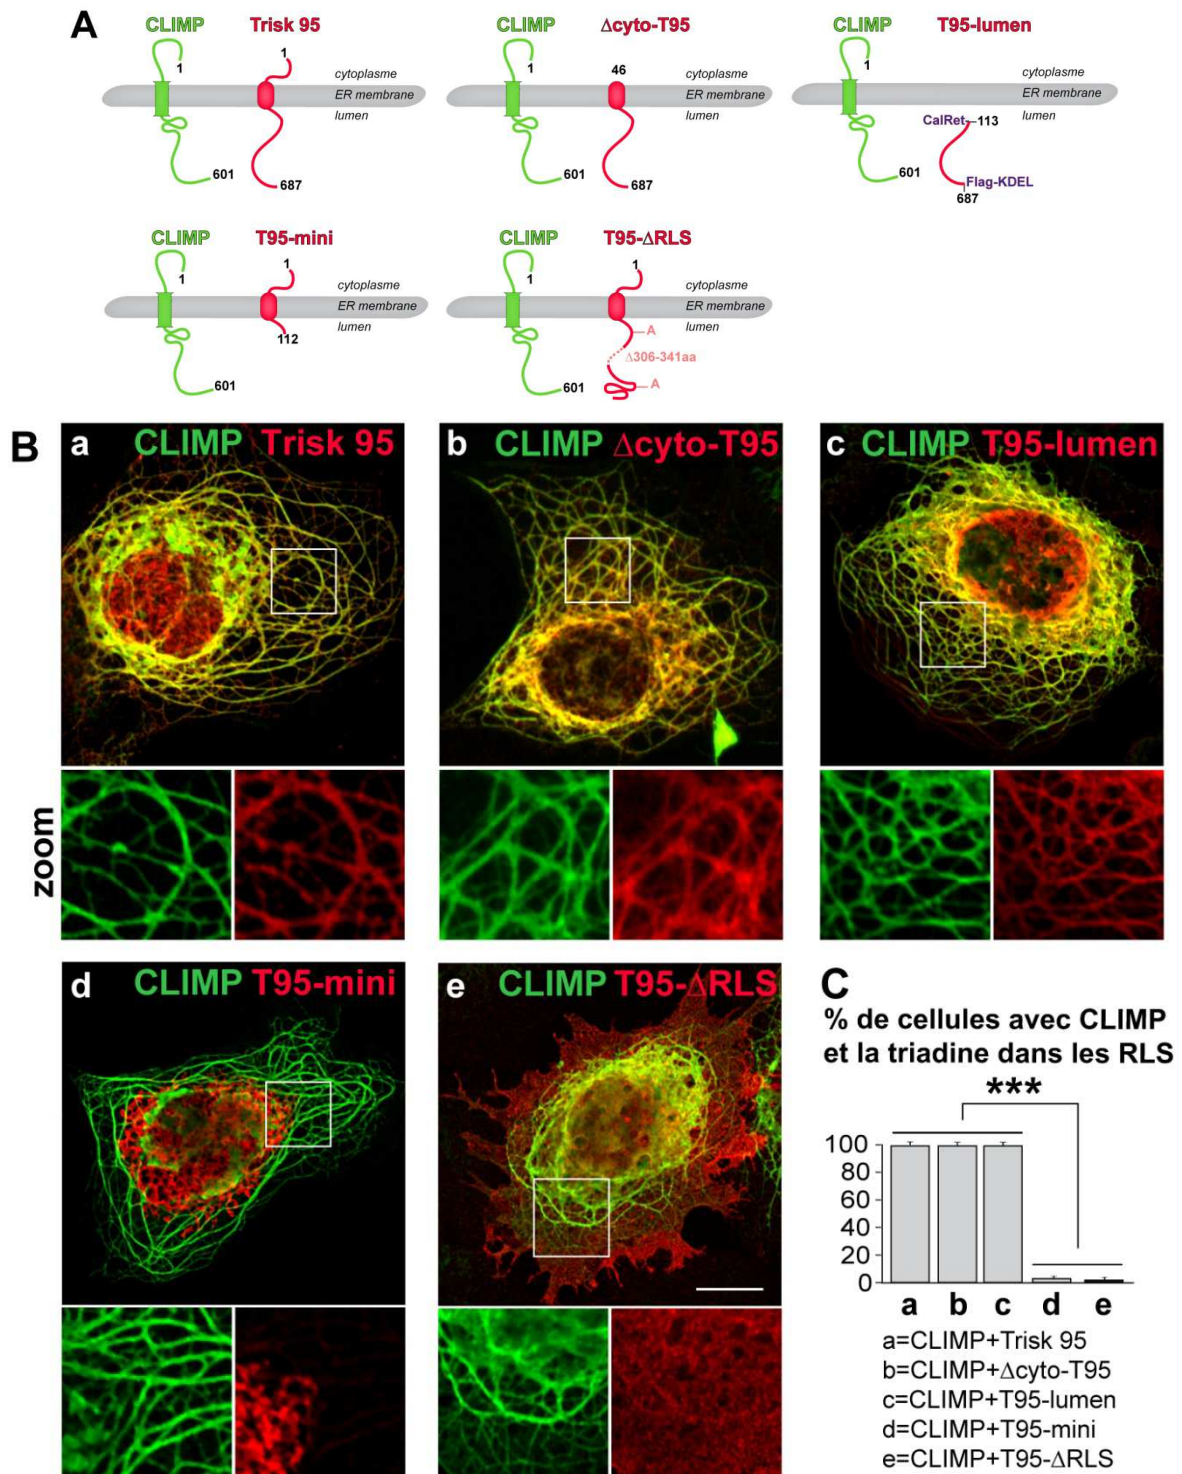 A
CLIMP Trisk 95
1 1
cytoplasme
ER membrane
lumen
601 687
CLIMP Δcyto-T95
1 46
cytoplasme
ER membrane
lumen
601 687
CLIMP T95-lumen
1
cytoplasme
ER membrane
lumen
CalRet 113
601 Flag-KDEL
687
CLIMP T95-mini
1 1
cytoplasme
ER membrane
lumen
112
601
CLIMP T95-ΔRLS
1 1
cytoplasme
ER membrane
lumen
A
Δ306-341aa
601 A
B
a CLIMP Trisk 95
b CLIMP Δcyto-T95
c CLIMP T95-lumen
zoom
d CLIMP T95-mini
e CLIMP T95-ΔRLS
C
% de cellules avec CLIMP
et la triadine dans les RLS
***
100
80
60
40
20
0
a b c d e
a=CLIMP+Trisk 95
b=CLIMP+Δcyto-T95
c=CLIMP+T95-lumen
d=CLIMP+T95-mini
e=CLIMP+T95-ΔRLS